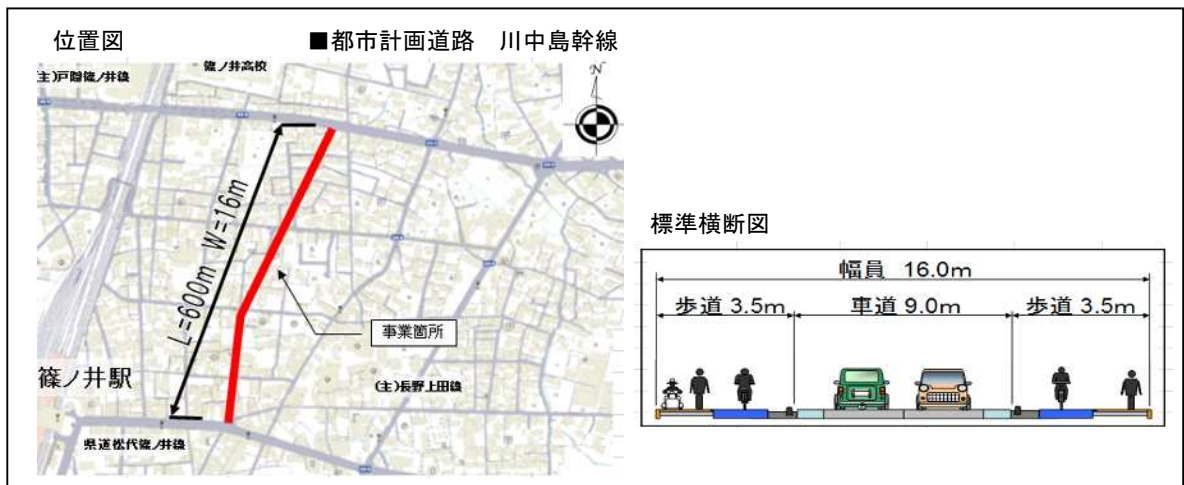 位置図
■都市計画道路 川中島幹線
篠ノ井高校
(主)戸隠篠ノ井線
N
L=600m W=16m
事業箇所
篠ノ井駅
(主)長野上田線
県道松代篠ノ井線
標準横断図
幅員 16.0m
歩道 3.5m
車道 9.0m
歩道 3.5m